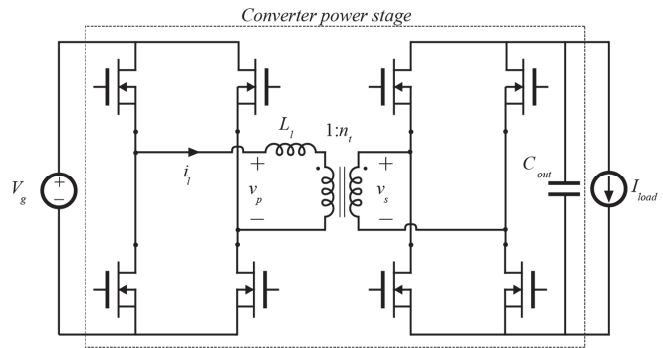 Converter power stage
L_l
1:n_t
+
+
i_l
V_g
+
−
v_p
v_s
C_out
I_load
−
−